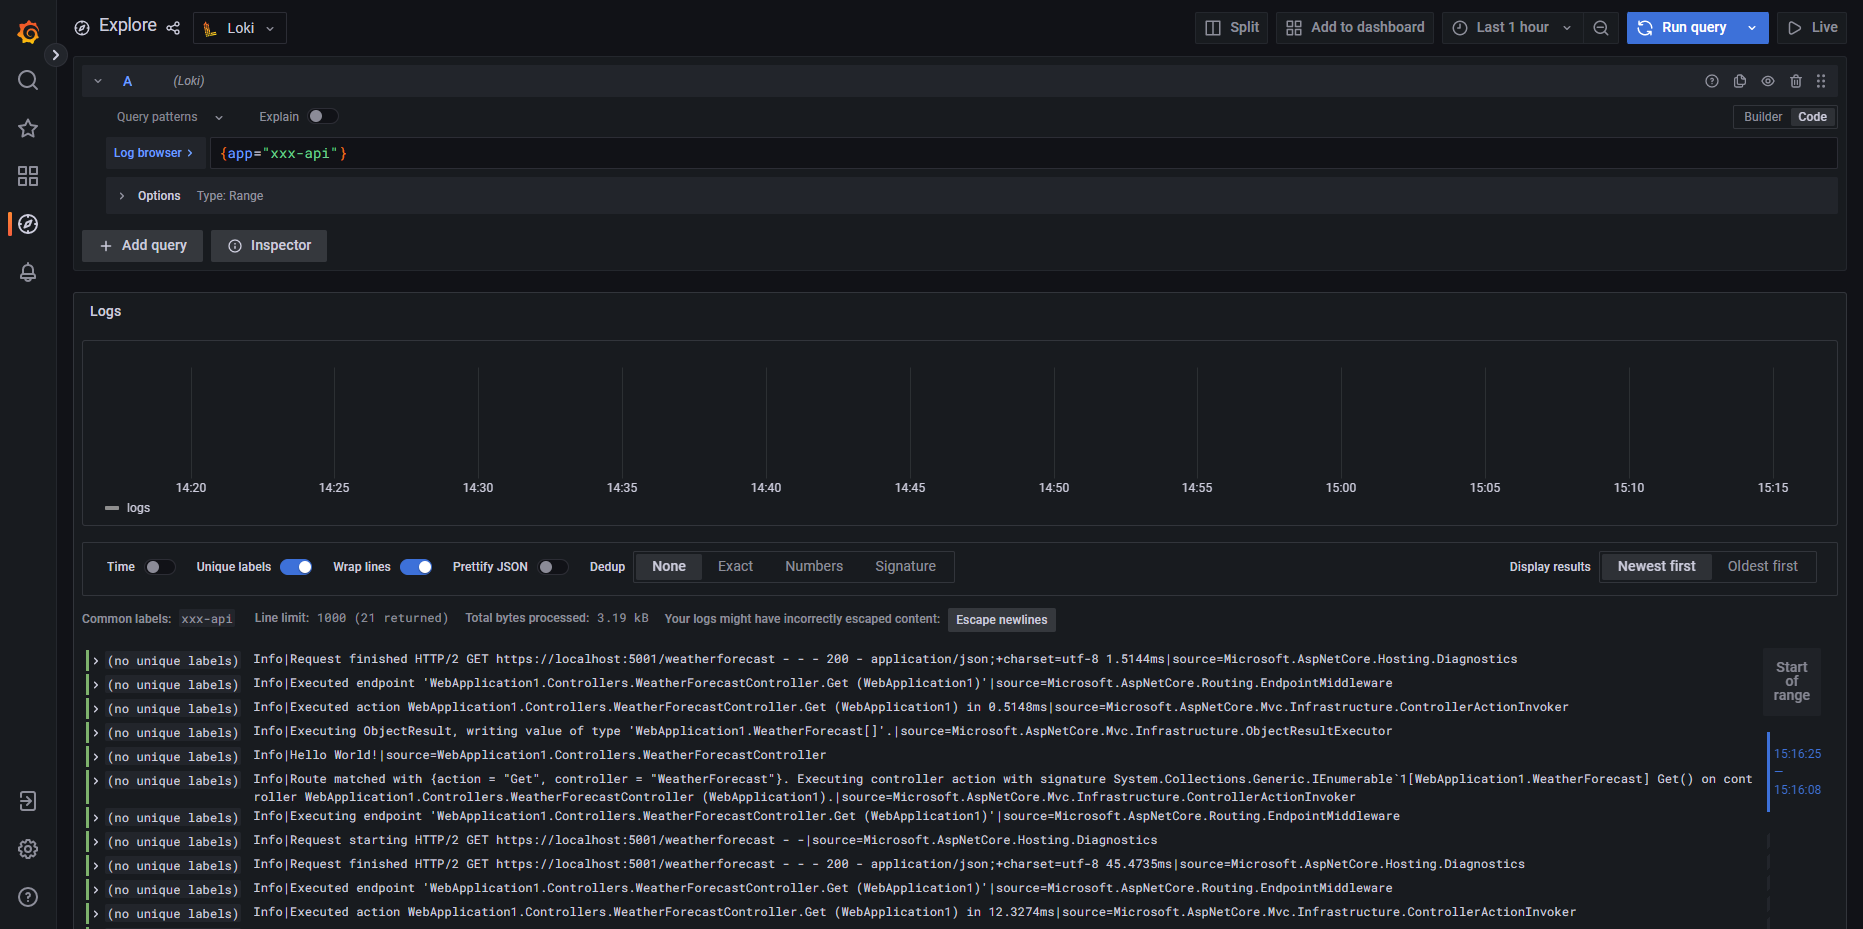 Explore Loki Split Add to dashboard Last 1 hour Run query Live
A (Loki)
Query patterns Explain Builder Code
Log browser > {app="xxx-api"}
Options Type: Range
+ Add query Inspector
Logs
14:20 14:25 14:30 14:35 14:40 14:45 14:50 14:55 15:00 15:05 15:10 15:15
logs
Time Unique labels Wrap lines Prettify JSON Dedup None Exact Numbers Signature Display results Newest first Oldest first
Common labels: xxx-api Line limit: 1000 (21 returned) Total bytes processed: 3.19 kB Your logs might have incorrectly escaped content: Escape newlines
(no unique labels) Info|Request finished HTTP/2 GET https://localhost:5001/weatherforecast - - - 200 - application/json;+charset=utf-8 1.5144ms|source=Microsoft.AspNetCore.Hosting.Diagnostics
(no unique labels) Info|Executed endpoint 'WebApplication1.Controllers.WeatherForecastController.Get (WebApplication1)'|source=Microsoft.AspNetCore.Routing.EndpointMiddleware
(no unique labels) Info|Executed action WebApplication1.Controllers.WeatherForecastController.Get (WebApplication1) in 0.5148ms|source=Microsoft.AspNetCore.Mvc.Infrastructure.ControllerActionInvoker
(no unique labels) Info|Executing ObjectResult, writing value of type 'WebApplication1.WeatherForecast[]'.|source=Microsoft.AspNetCore.Mvc.Infrastructure.ObjectResultExecutor
(no unique labels) Info|Hello World!|source=WebApplication1.Controllers.WeatherForecastController
(no unique labels) Info|Route matched with {action = "Get", controller = "WeatherForecast"}. Executing controller action with signature System.Collections.Generic.IEnumerable`1[WebApplication1.WeatherForecast] Get() on cont
roller WebApplication1.Controllers.WeatherForecastController (WebApplication1).|source=Microsoft.AspNetCore.Mvc.Infrastructure.ControllerActionInvoker
(no unique labels) Info|Executing endpoint 'WebApplication1.Controllers.WeatherForecastController.Get (WebApplication1)'|source=Microsoft.AspNetCore.Routing.EndpointMiddleware
(no unique labels) Info|Request starting HTTP/2 GET https://localhost:5001/weatherforecast - -|source=Microsoft.AspNetCore.Hosting.Diagnostics
(no unique labels) Info|Request finished HTTP/2 GET https://localhost:5001/weatherforecast - - - 200 - application/json;+charset=utf-8 45.4735ms|source=Microsoft.AspNetCore.Hosting.Diagnostics
(no unique labels) Info|Executed endpoint 'WebApplication1.Controllers.WeatherForecastController.Get (WebApplication1)'|source=Microsoft.AspNetCore.Routing.EndpointMiddleware
(no unique labels) Info|Executed action WebApplication1.Controllers.WeatherForecastController.Get (WebApplication1) in 12.3274ms|source=Microsoft.AspNetCore.Mvc.Infrastructure.ControllerActionInvoker
Start
of
range
15:16:25
—
15:16:08